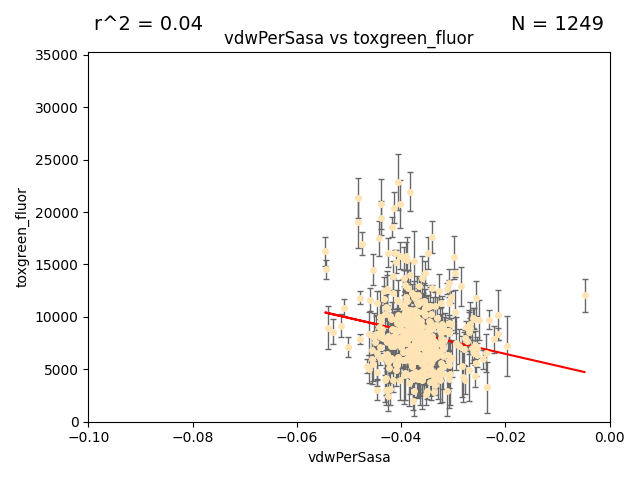 r^2 = 0.04
N = 1249
vdwPerSasa vs toxgreen_fluor
35000
30000
25000
20000
15000
10000
5000
0
toxgreen_fluor
−0.10
−0.08
−0.06
−0.04
−0.02
0.00
vdwPerSasa